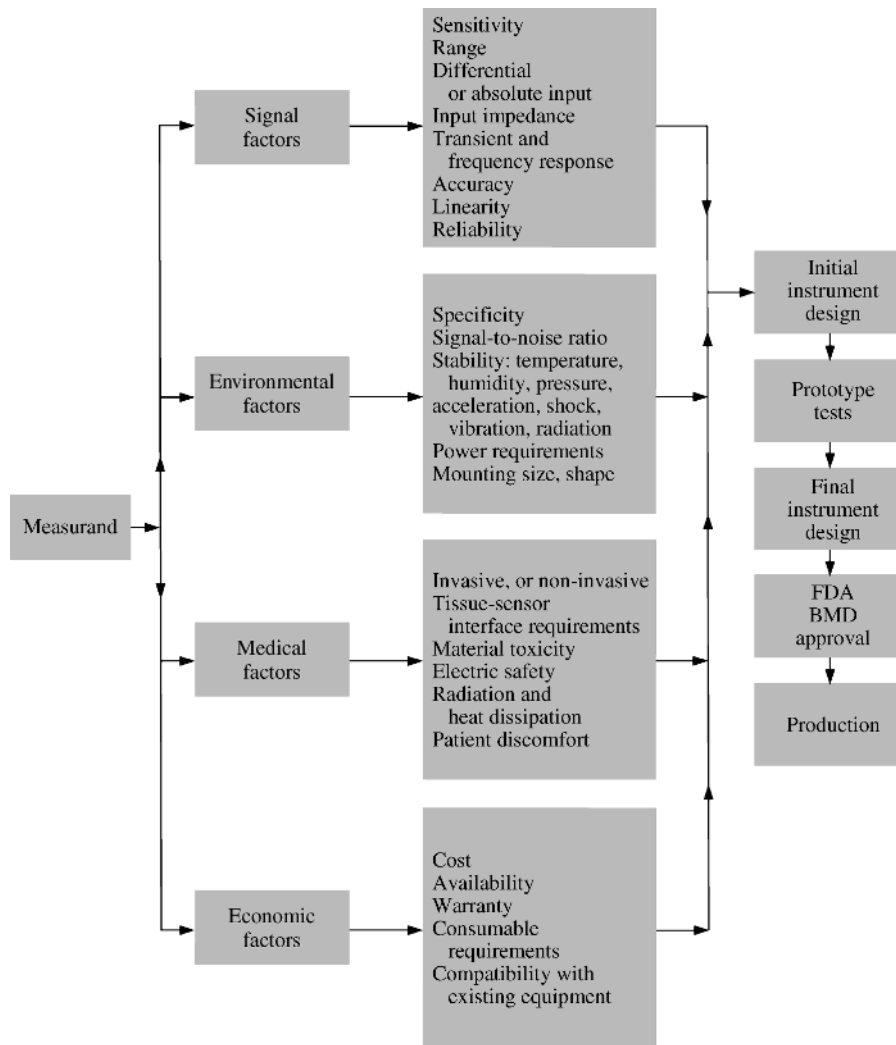 Measurand
Signal
factors
Environmental
factors
Medical
factors
Economic
factors
Sensitivity
Range
Differential
or absolute input
Input impedance
Transient and
frequency response
Accuracy
Linearity
Reliability
Specificity
Signal-to-noise ratio
Stability: temperature,
humidity, pressure,
acceleration, shock,
vibration, radiation
Power requirements
Mounting size, shape
Invasive, or non-invasive
Tissue-sensor
interface requirements
Material toxicity
Electric safety
Radiation and
heat dissipation
Patient discomfort
Cost
Availability
Warranty
Consumable
requirements
Compatibility with
existing equipment
Initial
instrument
design
Prototype
tests
Final
instrument
design
FDA
BMD
approval
Production